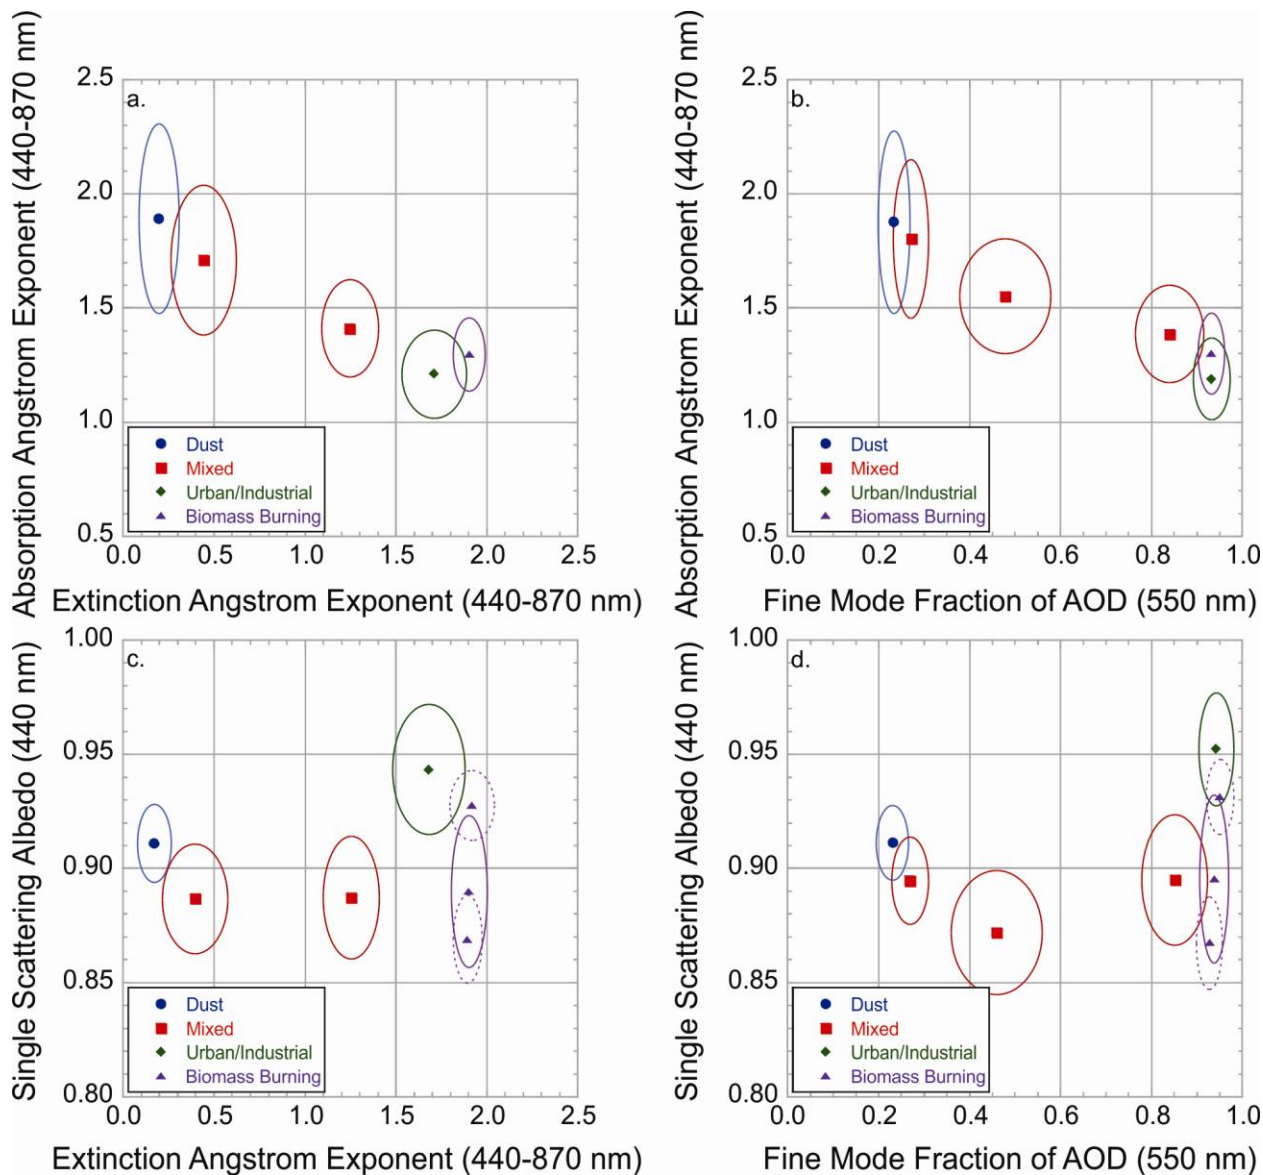 Absorption Angstrom Exponent (440-870 nm)
2.5
2.0
1.5
1.0
0.5
a.
Dust
Mixed
Urban/Industrial
Biomass Burning
0.0 0.5 1.0 1.5 2.0 2.5
Extinction Angstrom Exponent (440-870 nm)
Absorption Angstrom Exponent (440-870 nm)
2.5
2.0
1.5
1.0
0.5
b.
Dust
Mixed
Urban/Industrial
Biomass Burning
0.0 0.2 0.4 0.6 0.8 1.0
Fine Mode Fraction of AOD (550 nm)
Single Scattering Albedo (440 nm)
1.00
0.95
0.90
0.85
0.80
c.
Dust
Mixed
Urban/Industrial
Biomass Burning
0.0 0.5 1.0 1.5 2.0 2.5
Extinction Angstrom Exponent (440-870 nm)
Single Scattering Albedo (440 nm)
1.00
0.95
0.90
0.85
0.80
d.
Dust
Mixed
Urban/Industrial
Biomass Burning
0.0 0.2 0.4 0.6 0.8 1.0
Fine Mode Fraction of AOD (550 nm)